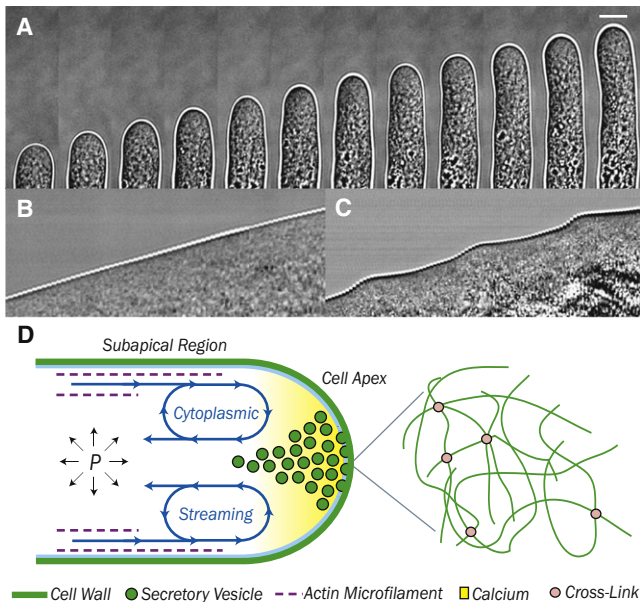 A
B
C
D
Subapical Region
Cell Apex
Cytoplasmic
P
Streaming
Cell Wall Secretory Vesicle Actin Microfilament Calcium Cross-Link